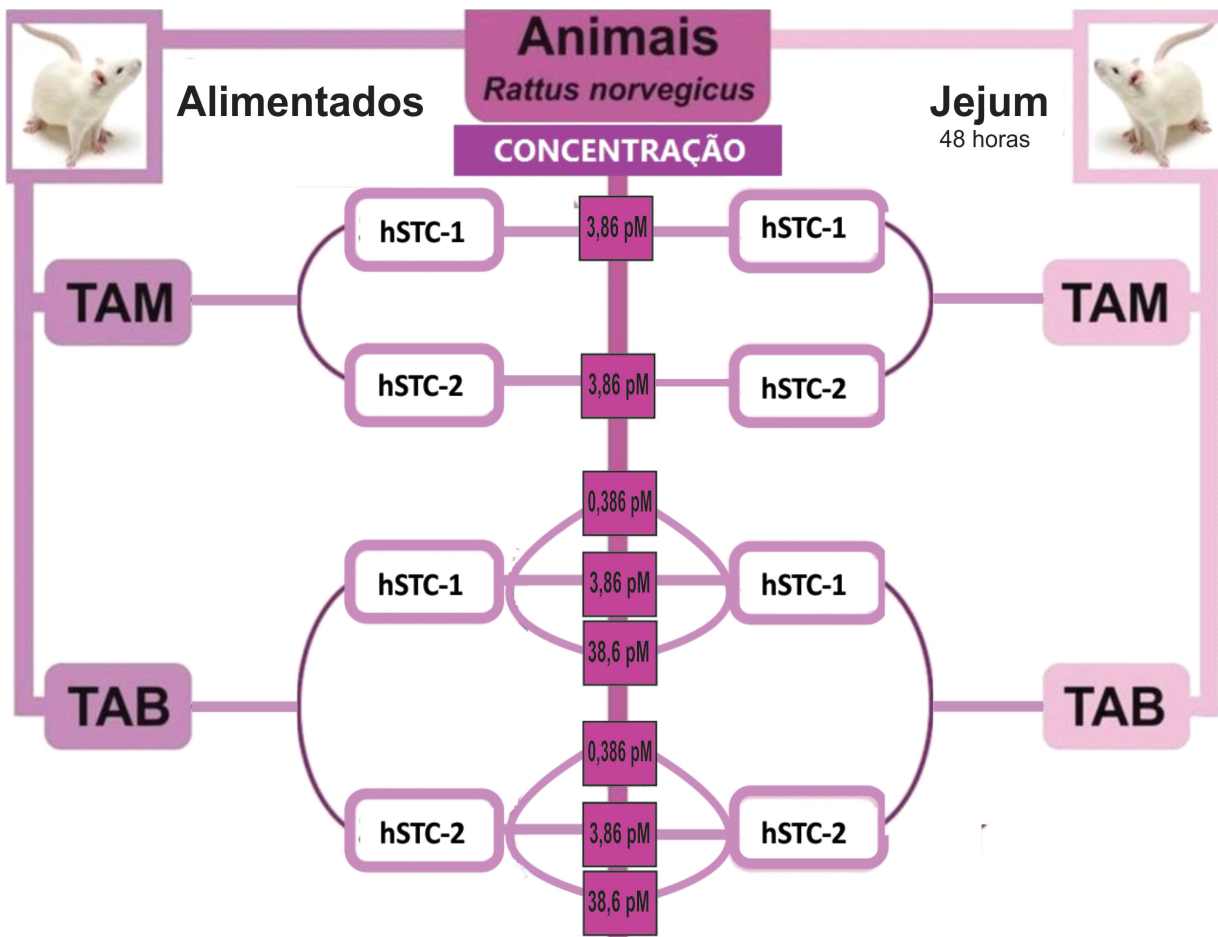 Animais
Rattus norvegicus
Alimentados
Jejum
48 horas
CONCENTRAÇÃO
hSTC-1
3,86 pM
hSTC-1
TAM
TAM
hSTC-2
3,86 pM
hSTC-2
0,386 pM
hSTC-1
3,86 pM
hSTC-1
38,6 pM
TAB
TAB
0,386 pM
hSTC-2
3,86 pM
hSTC-2
38,6 pM